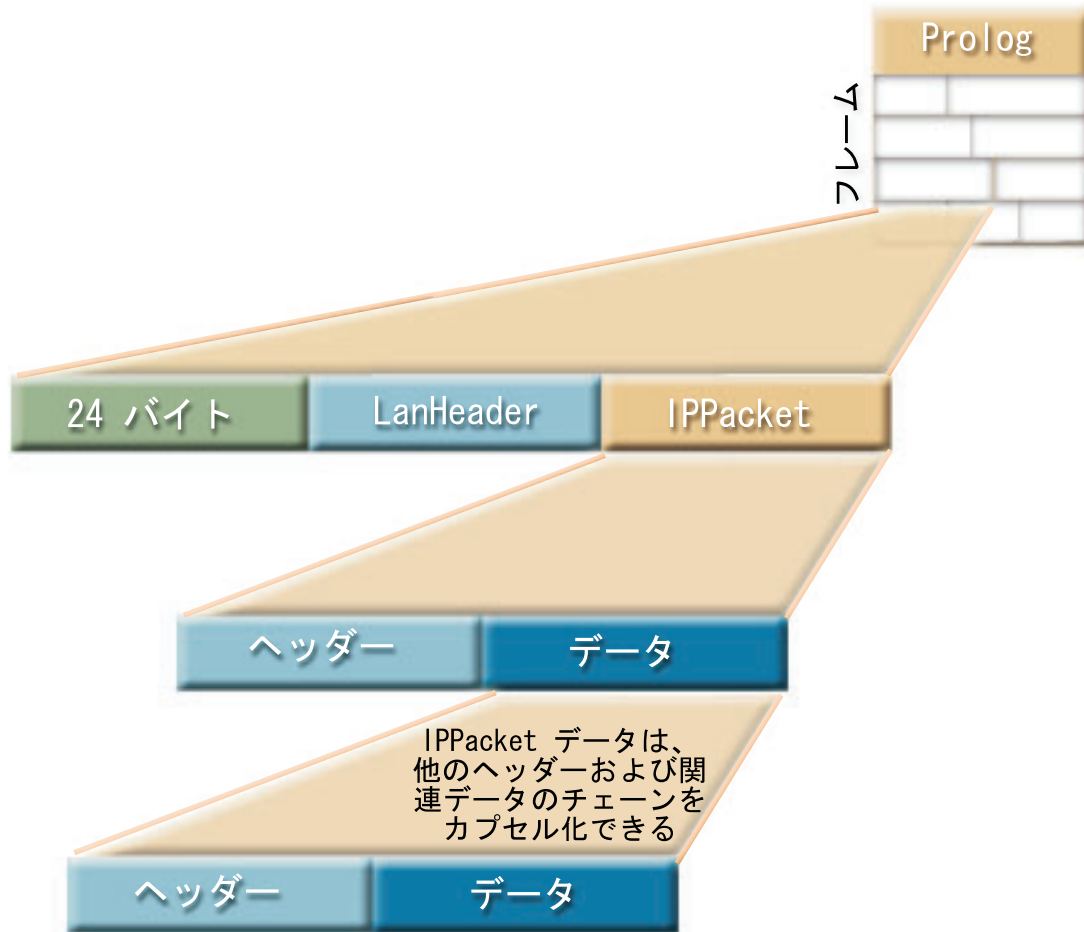 Prolog
フレーム
24 バイト
LanHeader
IPPacket
ヘッダー
データ
IPPacket データは、
他のヘッダーおよび関
連データのチェーンを
カプセル化できる
ヘッダー
データ